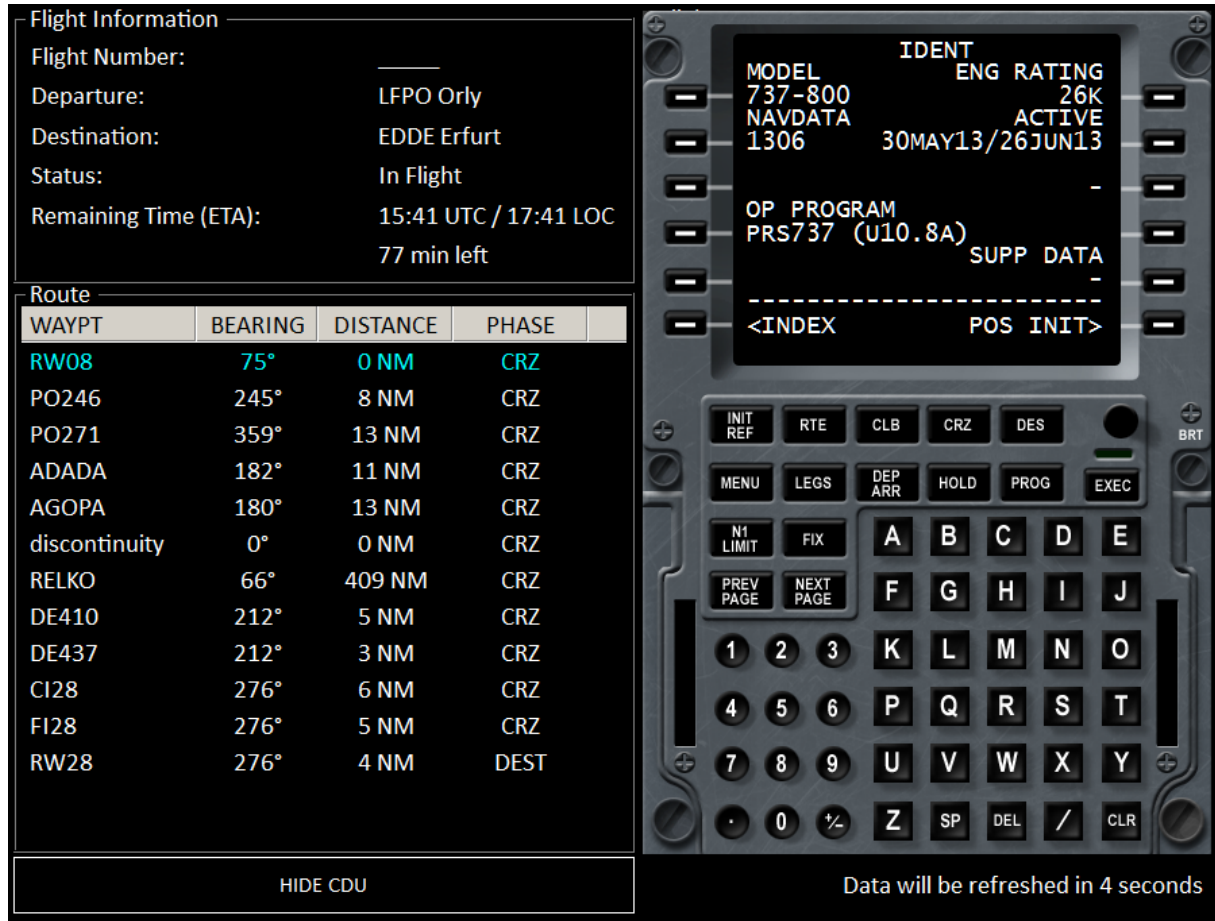 Flight Information
Flight Number: _____
Departure: LFPO Orly
Destination: EDDE Erfurt
Status: In Flight
Remaining Time (ETA): 15:41 UTC / 17:41 LOC
77 min left
Route
WAYPT BEARING DISTANCE PHASE
RW08 75° 0 NM CRZ
PO246 245° 8 NM CRZ
PO271 359° 13 NM CRZ
ADADA 182° 11 NM CRZ
AGOPA 180° 13 NM CRZ
discontinuity 0° 0 NM CRZ
RELKO 66° 409 NM CRZ
DE410 212° 5 NM CRZ
DE437 212° 3 NM CRZ
CI28 276° 6 NM CRZ
FI28 276° 5 NM CRZ
RW28 276° 4 NM DEST
HIDE CDU
IDENT
MODEL ENG RATING
737-800 26K
NAVDATA ACTIVE
1306 30MAY13/26JUN13
-
OP PROGRAM
PRS737 (U10.8A)
SUPP DATA
-
------------------------
<INDEX POS INIT>
INIT REF RTE CLB CRZ DES
BRT
MENU LEGS DEP ARR HOLD PROG EXEC
N1 LIMIT FIX A B C D E
PREV PAGE NEXT PAGE F G H I J
1 2 3 K L M N O
4 5 6 P Q R S T
7 8 9 U V W X Y
. 0 +/- Z SP DEL / CLR
Data will be refreshed in 4 seconds